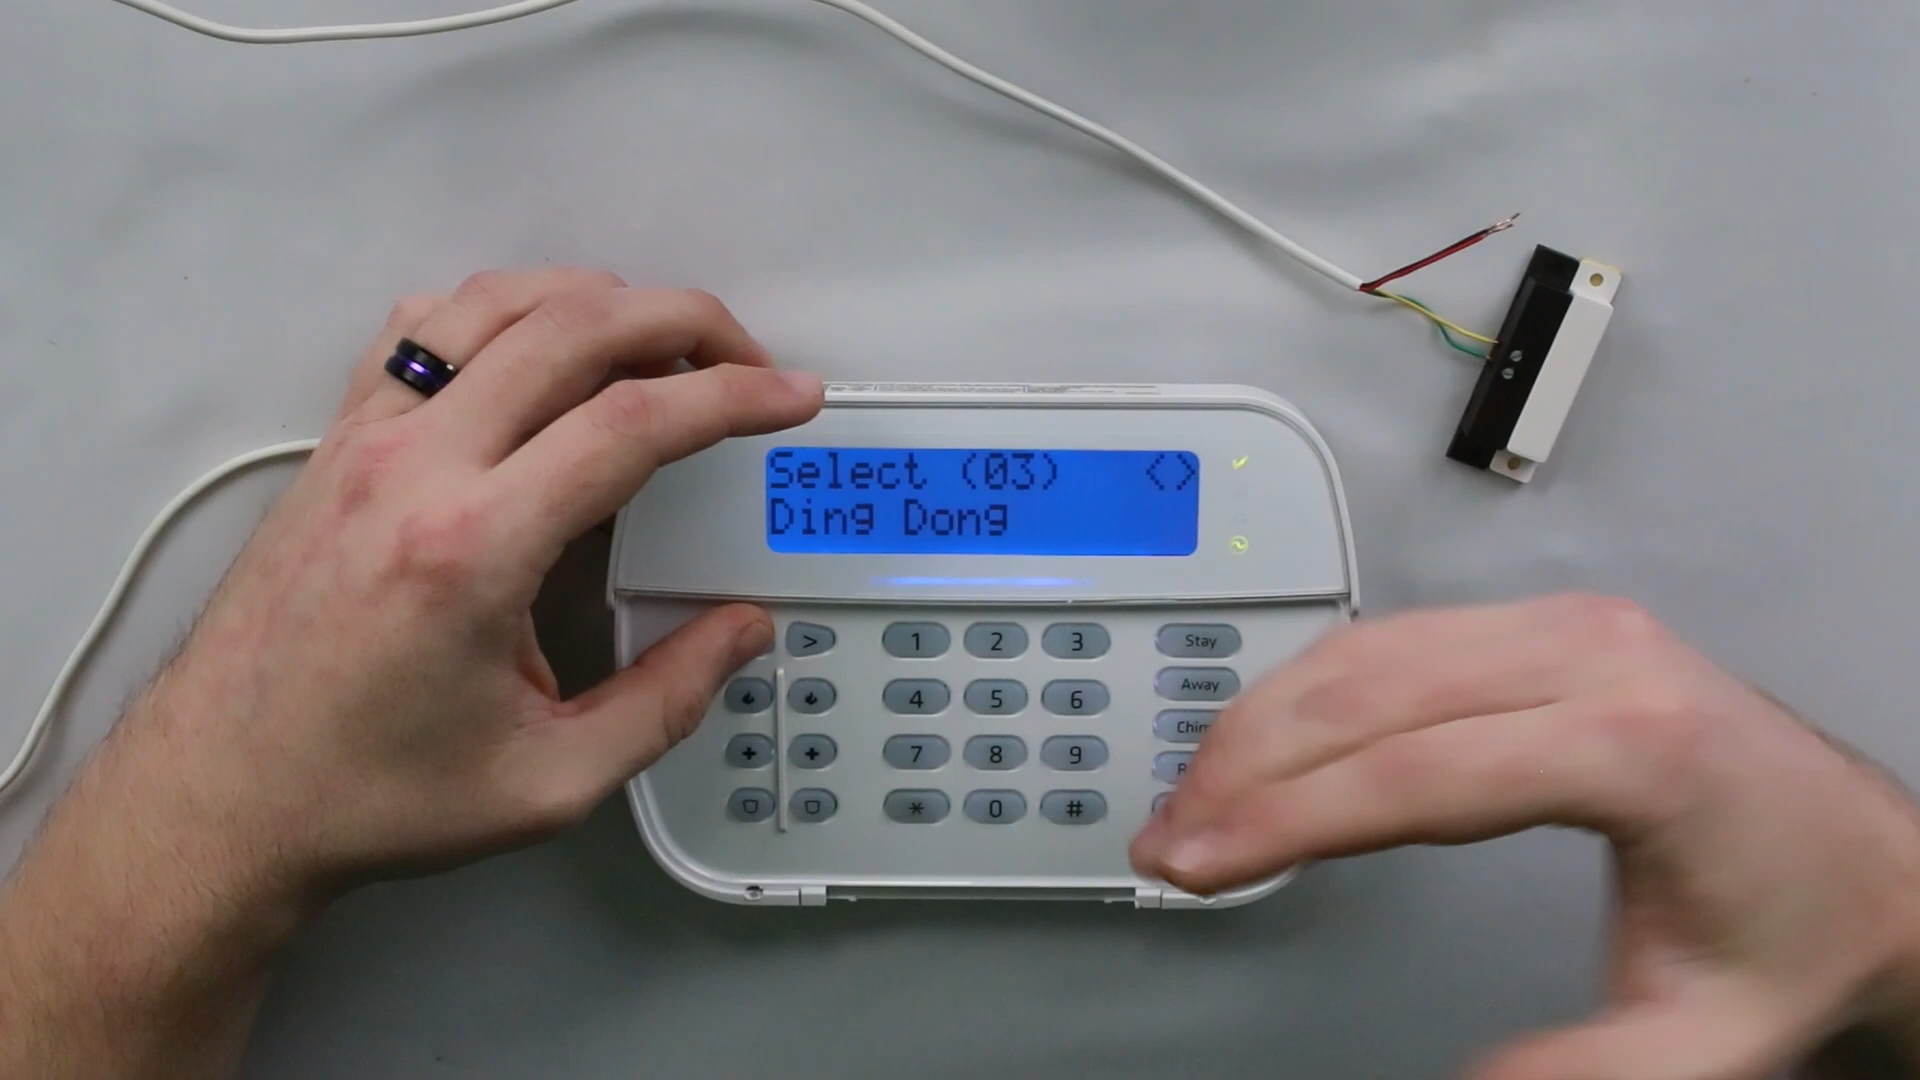 Select (03) <>
Ding Dong
> 1 2 3 Stay
4 5 6 Away
7 8 9
* 0 #